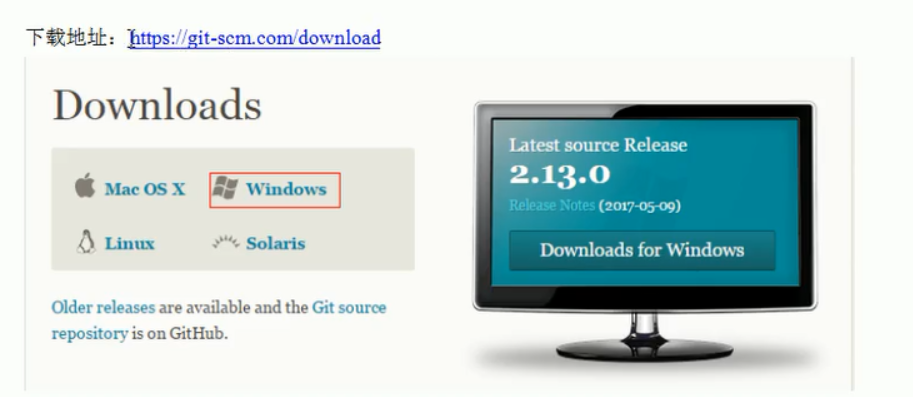 下载地址：https://git-scm.com/download
Downloads
Mac OS X
Windows
Linux
Solaris
Older releases are available and the Git source
repository is on GitHub.
Latest source Release
2.13.0
Release Notes (2017-05-09)
Downloads for Windows